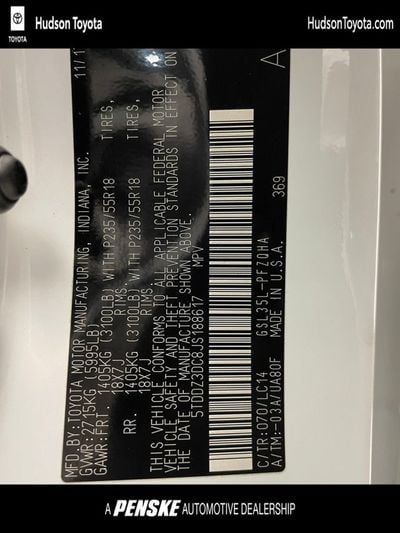 Hudson Toyota
HudsonToyota.com
TOYOTA
MFD.BY:TOYOTA MOTOR MANUFACTURING, INDIANA, INC. 11/1
GVWR:2715KG (5995LB)
GAWR:FRT. 1405KG (3100LB) WITH P235/55R18 TIRES,
18X7J RIMS.
RR. 1405KG (3100LB) WITH P235/55R18 TIRES,
18X7J RIMS.
THIS VEHICLE CONFORMS TO ALL APPLICABLE FEDERAL MOTOR
VEHICLE SAFETY AND THEFT PREVENTION STANDARDS IN EFFECT ON
THE DATE OF MANUFACTURE SHOWN ABOVE.
5TDDZ3DC8JS188617 MPV
A
C/TR:070/LC14 GSL35L-PFZQHA
A/TM:-03A/UA80F MADE IN U.S.A. 369
A PENSKE AUTOMOTIVE DEALERSHIP